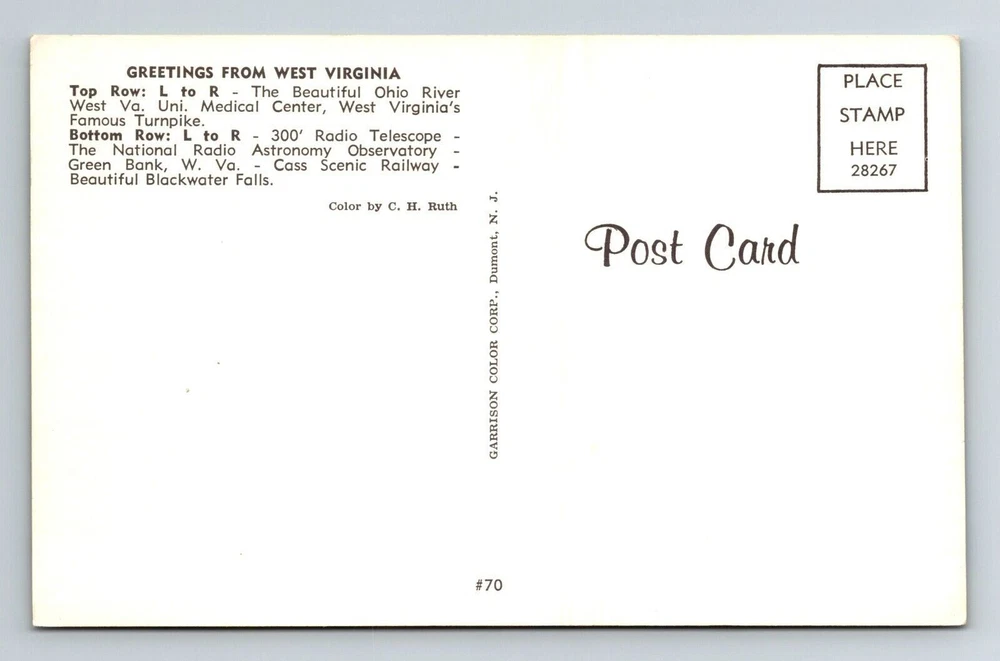 GREETINGS FROM WEST VIRGINIA
Top Row: L to R - The Beautiful Ohio River
West Va. Uni. Medical Center, West Virginia's
Famous Turnpike.
Bottom Row: L to R - 300' Radio Telescope -
The National Radio Astronomy Observatory -
Green Bank, W. Va. - Cass Scenic Railway -
Beautiful Blackwater Falls.
Color by C. H. Ruth
GARRISON COLOR CORP., Dumont, N. J.
#70
PLACE
STAMP
HERE
28267
Post Card